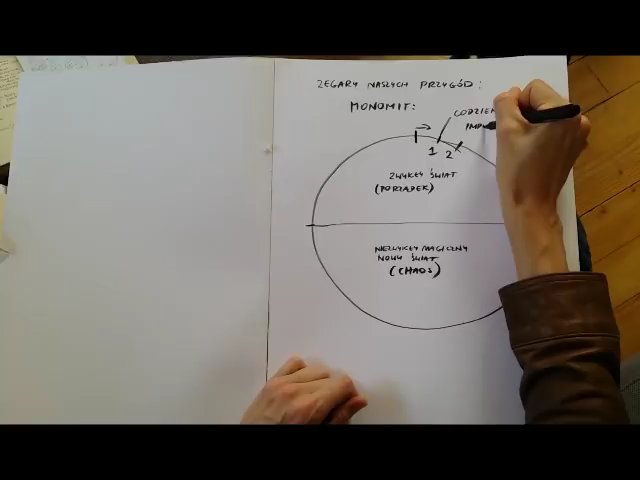 ZEGARY NASZYCH PRZYGÓD:
MONOMIT:
1 2
ZWYKŁY ŚWIAT
(PORZĄDEK)
NIEZWYKŁY MAGICZNY
NOWY ŚWIAT
(CHAOS)